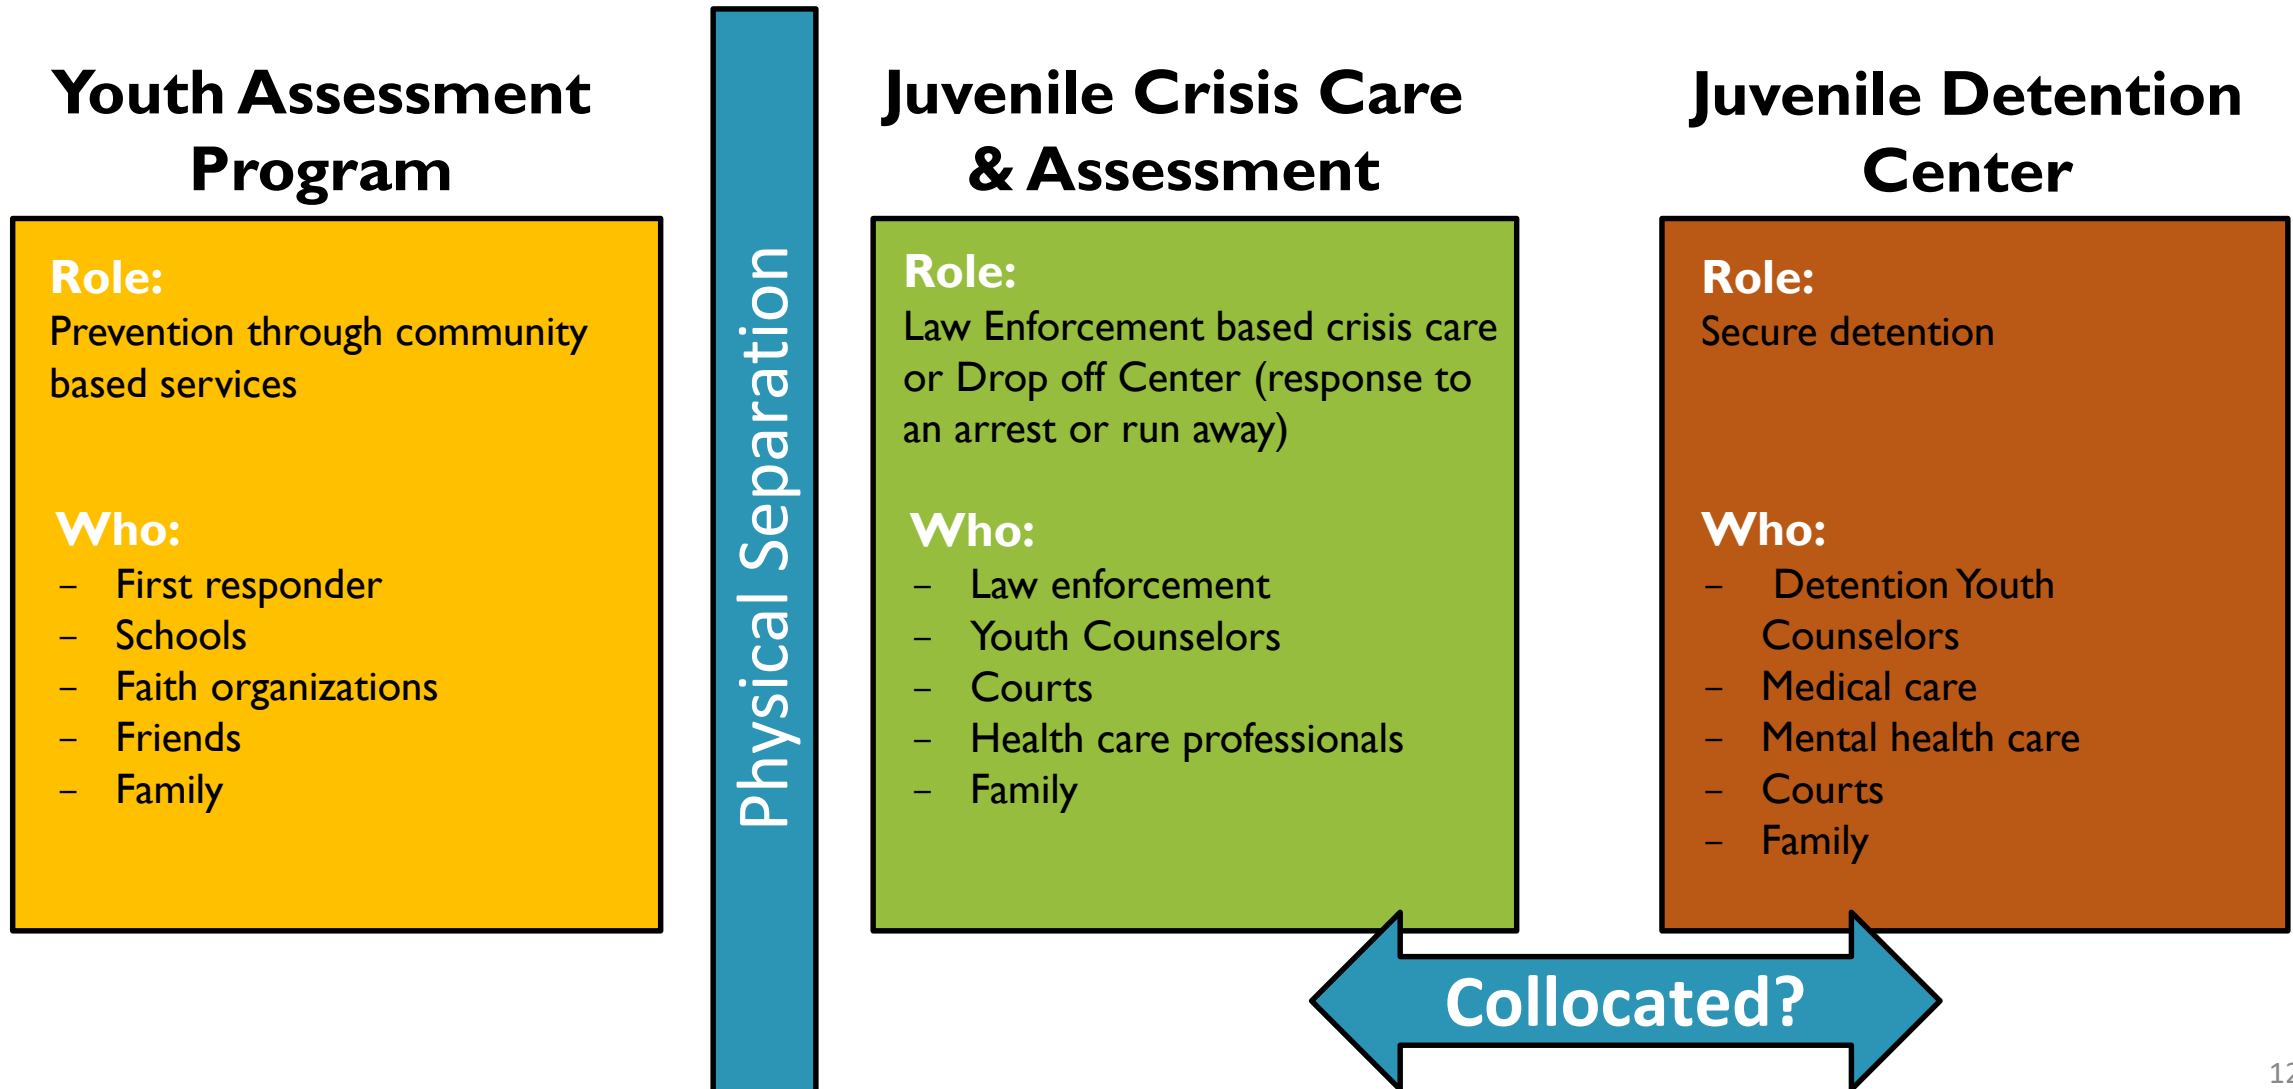 Youth Assessment
Program
Role:
Prevention through community
based services
Who:
– First responder
– Schools
– Faith organizations
– Friends
– Family
Physical Separation
Juvenile Crisis Care
& Assessment
Role:
Law Enforcement based crisis care
or Drop off Center (response to
an arrest or run away)
Who:
– Law enforcement
– Youth Counselors
– Courts
– Health care professionals
– Family
Juvenile Detention
Center
Role:
Secure detention
Who:
– Detention Youth
Counselors
– Medical care
– Mental health care
– Courts
– Family
Collocated?
12